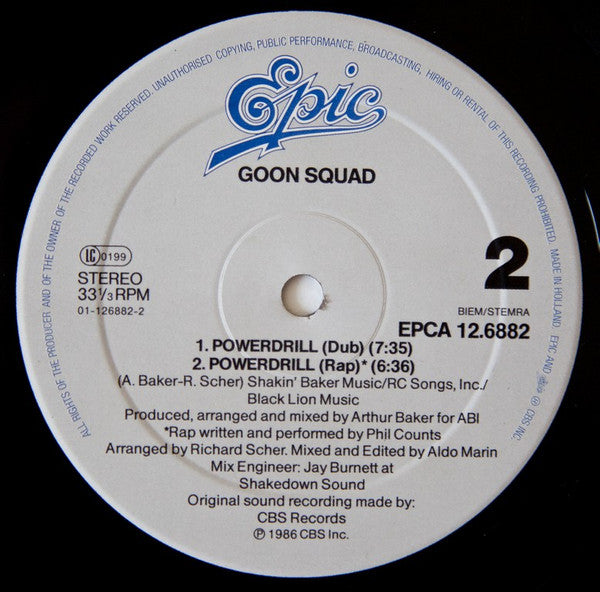 ALL RIGHTS OF THE PRODUCER AND OF THE OWNER OF THE RECORDED WORK RESERVED. UNAUTHORISED COPYING, PUBLIC PERFORMANCE, BROADCASTING, HIRING OR RENTAL OF THIS RECORDING PROHIBITED. MADE IN HOLLAND EPIC AND ℗ CBS INC.
Epic
GOON SQUAD
LC 0199
STEREO
33 1/3 RPM
01-126882-2
2
BIEM/STEMRA
EPCA 12.6882
1. POWERDRILL (Dub) (7:35)
2. POWERDRILL (Rap)* (6:36)
(A. Baker-R. Scher) Shakin' Baker Music/RC Songs, Inc./
Black Lion Music
Produced, arranged and mixed by Arthur Baker for ABI
*Rap written and performed by Phil Counts
Arranged by Richard Scher. Mixed and Edited by Aldo Marin
Mix Engineer: Jay Burnett at
Shakedown Sound
Original sound recording made by:
CBS Records
℗ 1986 CBS Inc.